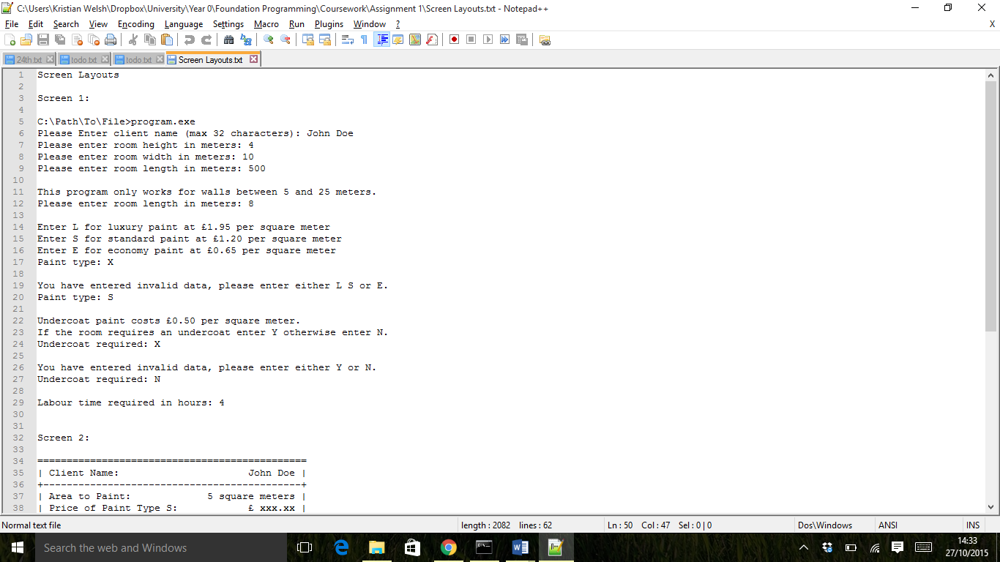 C:\Users\Kristian Welsh\Dropbox\University\Year 0\Foundation Programming\Coursework\Assignment 1\Screen Layouts.txt - Notepad++
File Edit Search View Encoding Language Settings Macro Run Plugins Window ? X
24th.txt todo.txt todo.txt Screen Layouts.txt
1 Screen Layouts
2
3 Screen 1:
4
5 C:\Path\To\File>program.exe
6 Please Enter client name (max 32 characters): John Doe
7 Please enter room height in meters: 4
8 Please enter room width in meters: 10
9 Please enter room length in meters: 500
10
11 This program only works for walls between 5 and 25 meters.
12 Please enter room length in meters: 8
13
14 Enter L for luxury paint at £1.95 per square meter
15 Enter S for standard paint at £1.20 per square meter
16 Enter E for economy paint at £0.65 per square meter
17 Paint type: X
18
19 You have entered invalid data, please enter either L S or E.
20 Paint type: S
21
22 Undercoat paint costs £0.50 per square meter.
23 If the room requires an undercoat enter Y otherwise enter N.
24 Undercoat required: X
25
26 You have entered invalid data, please enter either Y or N.
27 Undercoat required: N
28
29 Labour time required in hours: 4
30
31
32 Screen 2:
33
34 ==============================================
35 | Client Name: John Doe |
36 +--------------------------------------------+
37 | Area to Paint: 5 square meters |
38 | Price of Paint Type S: £ xxx.xx |
Normal text file length : 2082 lines : 62 Ln : 50 Col : 47 Sel : 0 | 0 Dos\Windows ANSI INS
Search the web and Windows
14:33
27/10/2015